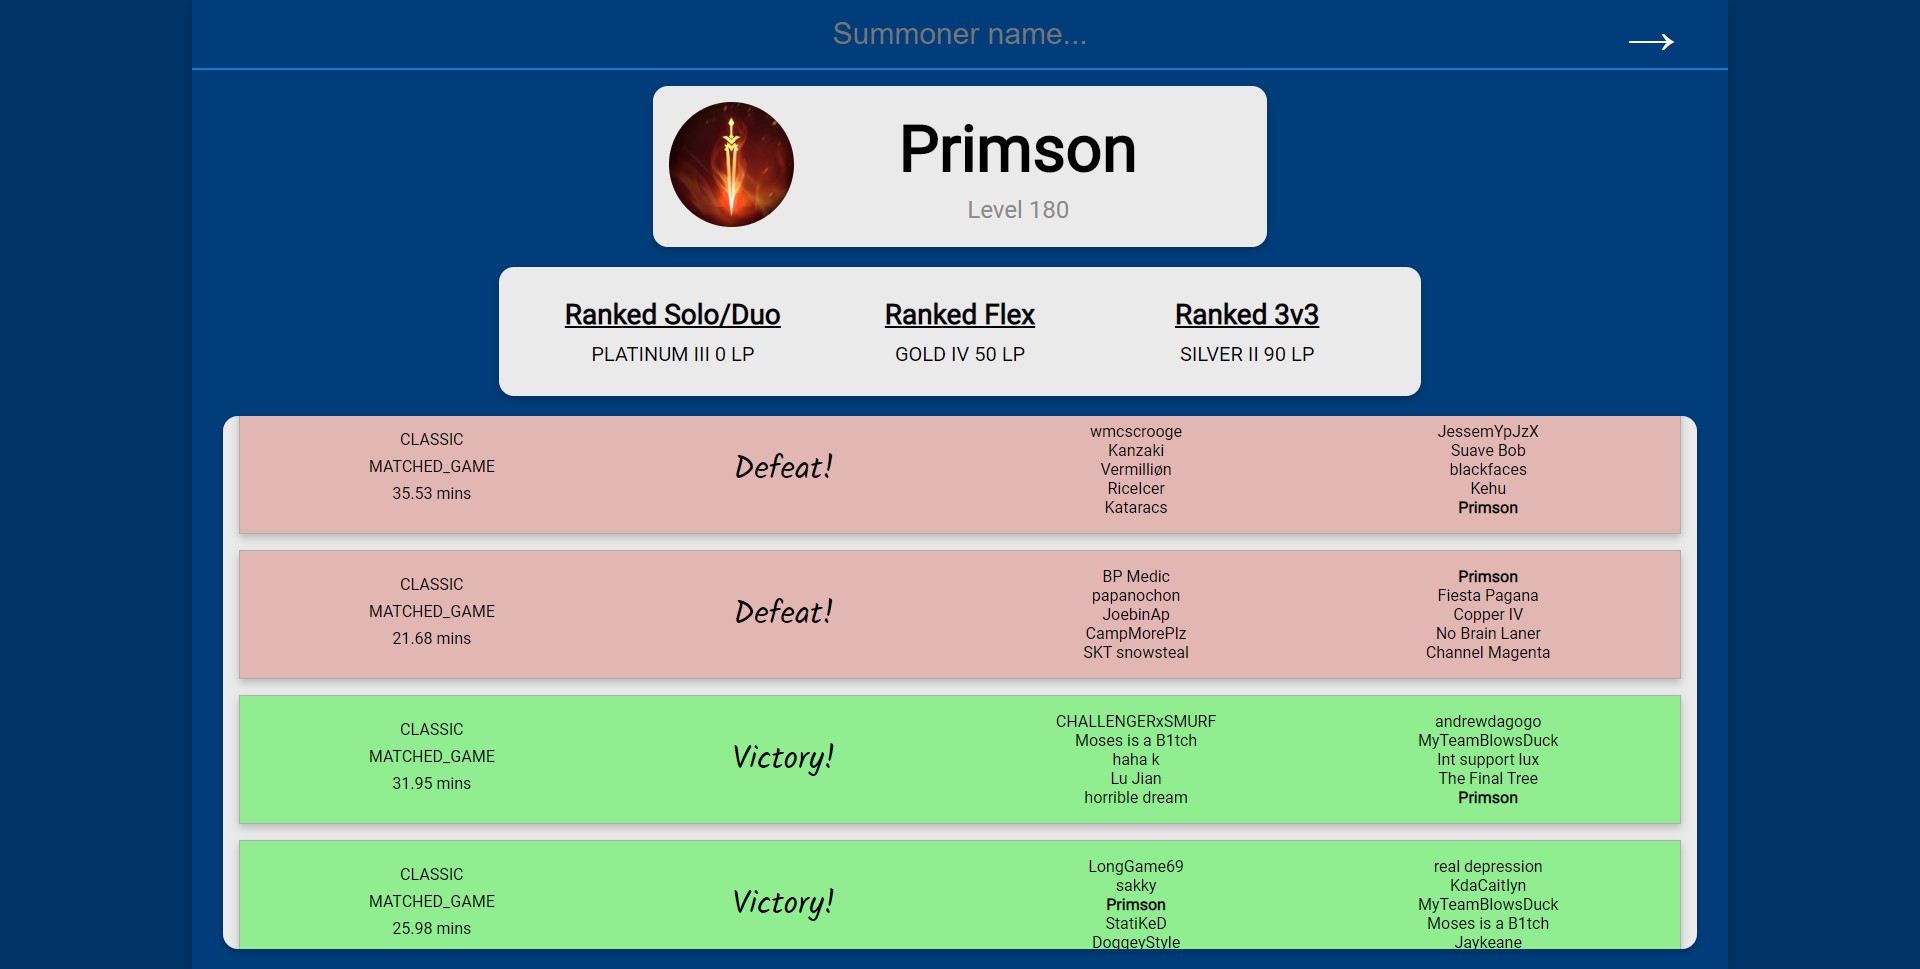 Summoner name...
→
Primson
Level 180
Ranked Solo/Duo
PLATINUM III 0 LP
Ranked Flex
GOLD IV 50 LP
Ranked 3v3
SILVER II 90 LP
CLASSIC
MATCHED_GAME
35.53 mins
Defeat!
wmcscrooge
Kanzaki
Vermilliøn
RiceIcer
Kataracs
JessemYpJzX
Suave Bob
blackfaces
Kehu
Primson
CLASSIC
MATCHED_GAME
21.68 mins
Defeat!
BP Medic
papanochon
JoebinAp
CampMorePlz
SKT snowsteal
Primson
Fiesta Pagana
Copper IV
No Brain Laner
Channel Magenta
CLASSIC
MATCHED_GAME
31.95 mins
Victory!
CHALLENGERxSMURF
Moses is a B1tch
haha k
Lu Jian
horrible dream
andrewdagogo
MyTeamBlowsDuck
Int support lux
The Final Tree
Primson
CLASSIC
MATCHED_GAME
25.98 mins
Victory!
LongGame69
sakky
Primson
StatiKeD
DoggeyStyle
real depression
KdaCaitlyn
MyTeamBlowsDuck
Moses is a B1tch
Jaykeane